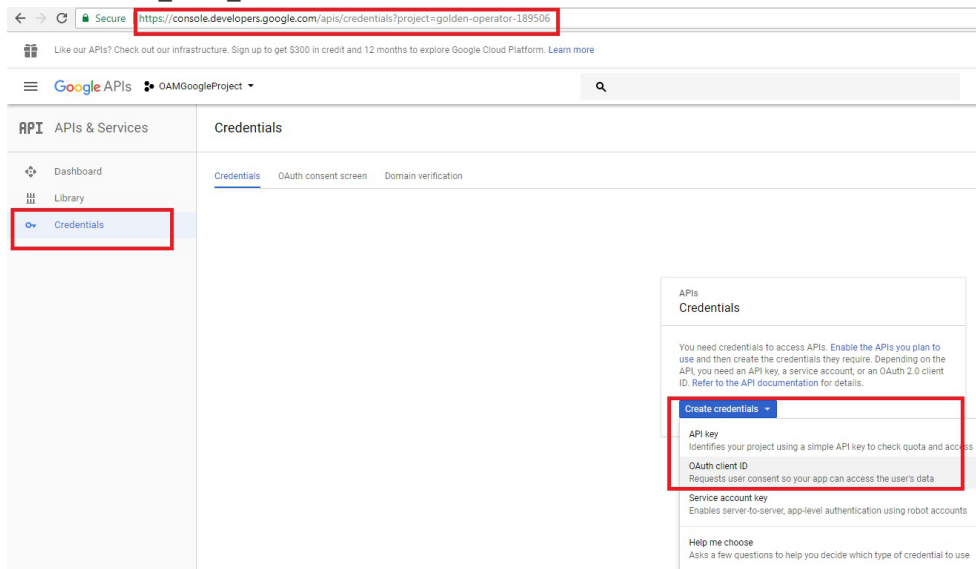 Secure https://console.developers.google.com/apis/credentials?project=golden-operator-189506
Like our APIs? Check out our infrastructure. Sign up to get $300 in credit and 12 months to explore Google Cloud Platform. Learn more
Google APIs OAMGoogleProject
API APIs & Services Credentials
Dashboard
Library
Credentials
Credentials OAuth consent screen Domain verification
APIs
Credentials
You need credentials to access APIs. Enable the APIs you plan to
use and then create the credentials they require. Depending on the
API, you need an API key, a service account, or an OAuth 2.0 client
ID. Refer to the API documentation for details.
Create credentials
API key
Identifies your project using a simple API key to check quota and access
OAuth client ID
Requests user consent so your app can access the user's data
Service account key
Enables server-to-server, app-level authentication using robot accounts
Help me choose
Asks a few questions to help you decide which type of credential to use